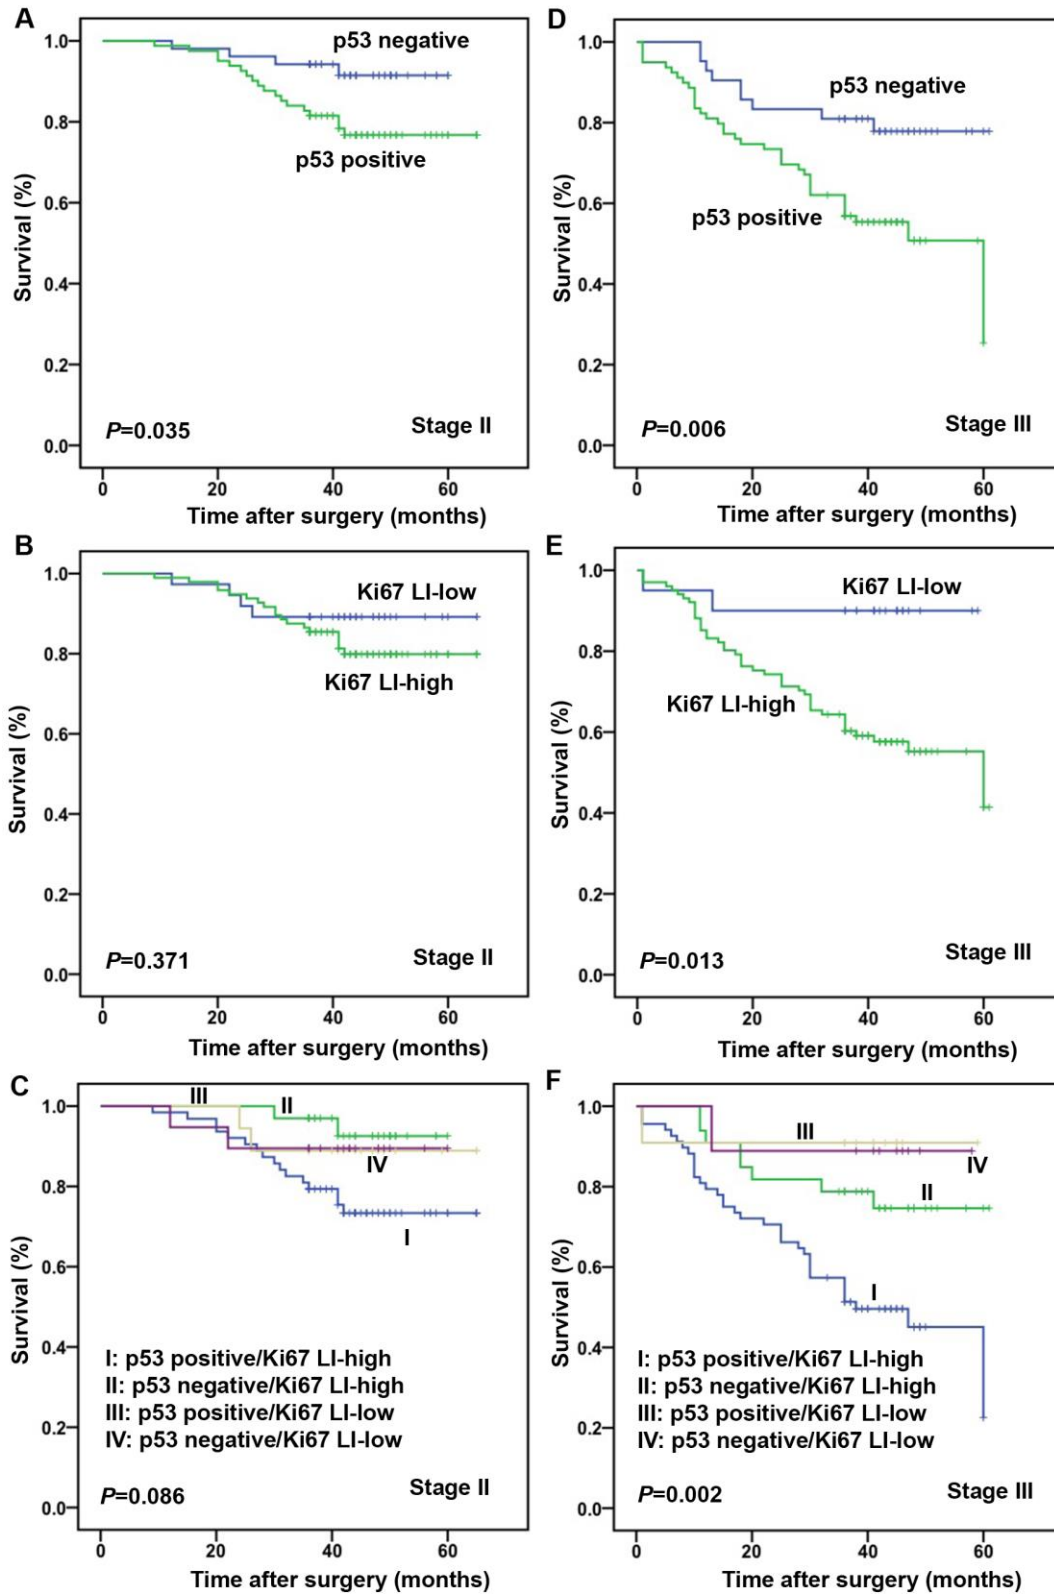 A
Survival (%)
1.0
0.8
0.6
0.4
0.2
0.0
p53 negative
p53 positive
P=0.035
Stage II
0 20 40 60
Time after surgery (months)
D
Survival (%)
1.0
0.8
0.6
0.4
0.2
0.0
p53 negative
p53 positive
P=0.006
Stage III
0 20 40 60
Time after surgery (months)
B
Survival (%)
1.0
0.8
0.6
0.4
0.2
0.0
Ki67 LI-low
Ki67 LI-high
P=0.371
Stage II
0 20 40 60
Time after surgery (months)
E
Survival (%)
1.0
0.8
0.6
0.4
0.2
0.0
Ki67 LI-low
Ki67 LI-high
P=0.013
Stage III
0 20 40 60
Time after surgery (months)
C
Survival (%)
1.0
0.8
0.6
0.4
0.2
0.0
III
II
IV
I
I: p53 positive/Ki67 LI-high
II: p53 negative/Ki67 LI-high
III: p53 positive/Ki67 LI-low
IV: p53 negative/Ki67 LI-low
P=0.086
Stage II
0 20 40 60
Time after surgery (months)
F
Survival (%)
1.0
0.8
0.6
0.4
0.2
0.0
III
IV
II
I
I: p53 positive/Ki67 LI-high
II: p53 negative/Ki67 LI-high
III: p53 positive/Ki67 LI-low
IV: p53 negative/Ki67 LI-low
P=0.002
Stage III
0 20 40 60
Time after surgery (months)